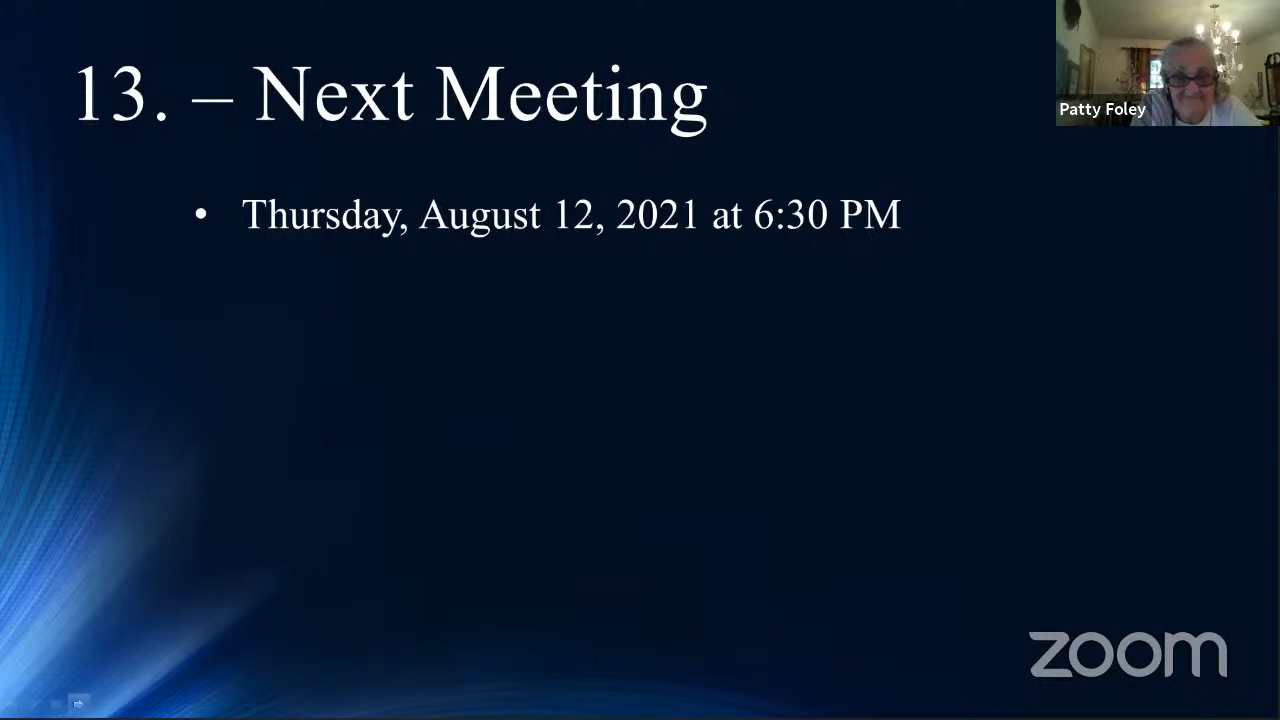 13. – Next Meeting
Patty Foley
• Thursday, August 12, 2021 at 6:30 PM
zoom